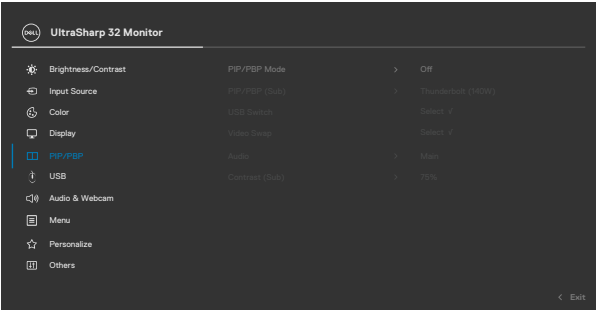 DELL UltraSharp 32 Monitor
Brightness/Contrast PIP/PBP Mode > Off
Input Source PIP/PBP (Sub) > Thunderbolt (140W)
Color USB Switch Select ✓
Display Video Swap Select ✓
PIP/PBP Audio > Main
USB Contrast (Sub) > 75%
Audio & Webcam
Menu
Personalize
Others
< Exit